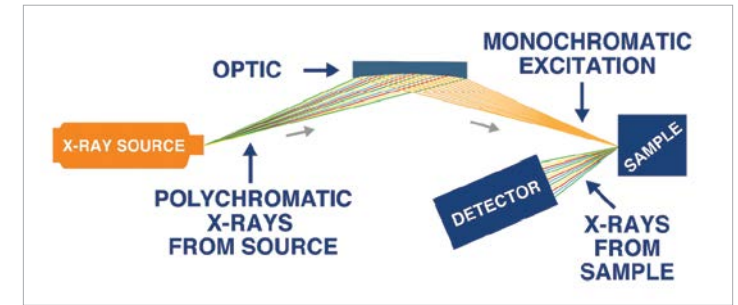 MONOCHROMATIC
EXCITATION
OPTIC
X-RAY SOURCE
SAMPLE
POLYCHROMATIC
X-RAYS
FROM SOURCE
DETECTOR
X-RAYS
FROM
SAMPLE